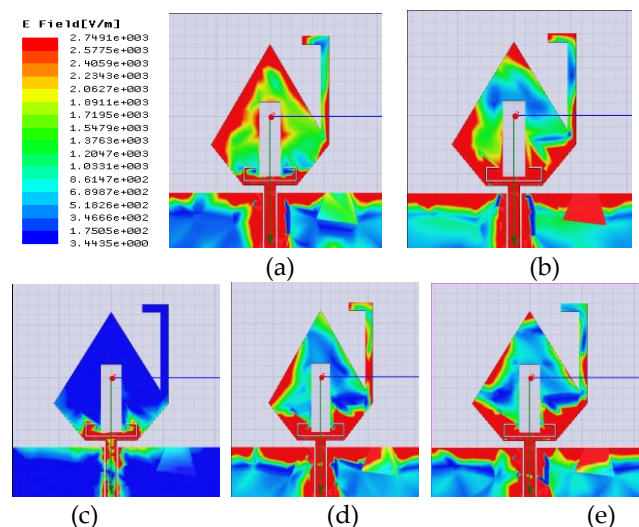 E Field[V/m]
2.7491e+003
2.5775e+003
2.4059e+003
2.2343e+003
2.0627e+003
1.8911e+003
1.7195e+003
1.5479e+003
1.3763e+003
1.2047e+003
1.0331e+003
8.6147e+002
6.8987e+002
5.1826e+002
3.4666e+002
1.7505e+002
3.4435e+000
(a)
(b)
(c)
(d)
(e)